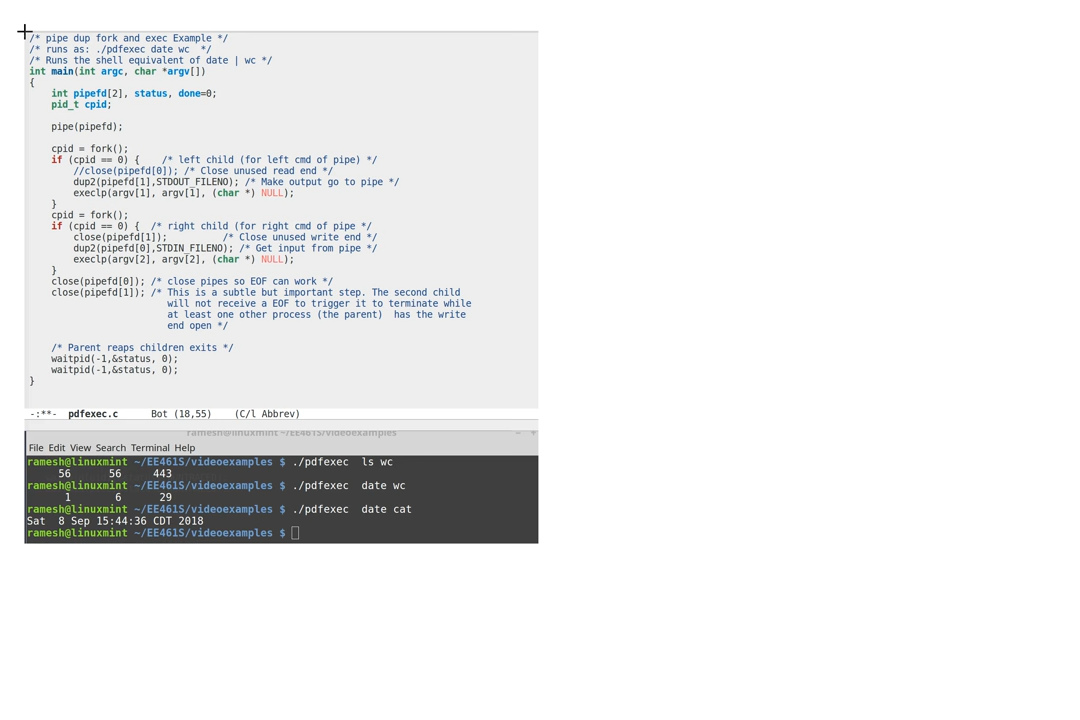 /* pipe dup fork and exec Example */
/* runs as: ./pdfexec date wc  */
/* Runs the shell equivalent of date | wc */
int main(int argc, char *argv[])
{
    int pipefd[2], status, done=0;
    pid_t cpid;

    pipe(pipefd);

    cpid = fork();
    if (cpid == 0) {    /* left child (for left cmd of pipe) */
        //close(pipefd[0]); /* Close unused read end */
        dup2(pipefd[1],STDOUT_FILENO); /* Make output go to pipe */
        execlp(argv[1], argv[1], (char *) NULL);
    }
    cpid = fork();
    if (cpid == 0) {  /* right child (for right cmd of pipe */
        close(pipefd[1]);          /* Close unused write end */
        dup2(pipefd[0],STDIN_FILENO); /* Get input from pipe */
        execlp(argv[2], argv[2], (char *) NULL);
    }
    close(pipefd[0]); /* close pipes so EOF can work */
    close(pipefd[1]); /* This is a subtle but important step. The second child
                         will not receive a EOF to trigger it to terminate while
                         at least one other process (the parent)  has the write
                         end open */

    /* Parent reaps children exits */
    waitpid(-1,&status, 0);
    waitpid(-1,&status, 0);
}
-:**-  pdfexec.c      Bot (18,55)    (C/l Abbrev)
ramesh@linuxmint ~/EE461S/videoexamples
File Edit View Search Terminal Help
ramesh@linuxmint ~/EE461S/videoexamples $ ./pdfexec  ls wc
     56      56     443
ramesh@linuxmint ~/EE461S/videoexamples $ ./pdfexec  date wc
      1       6      29
ramesh@linuxmint ~/EE461S/videoexamples $ ./pdfexec  date cat
Sat  8 Sep 15:44:36 CDT 2018
ramesh@linuxmint ~/EE461S/videoexamples $